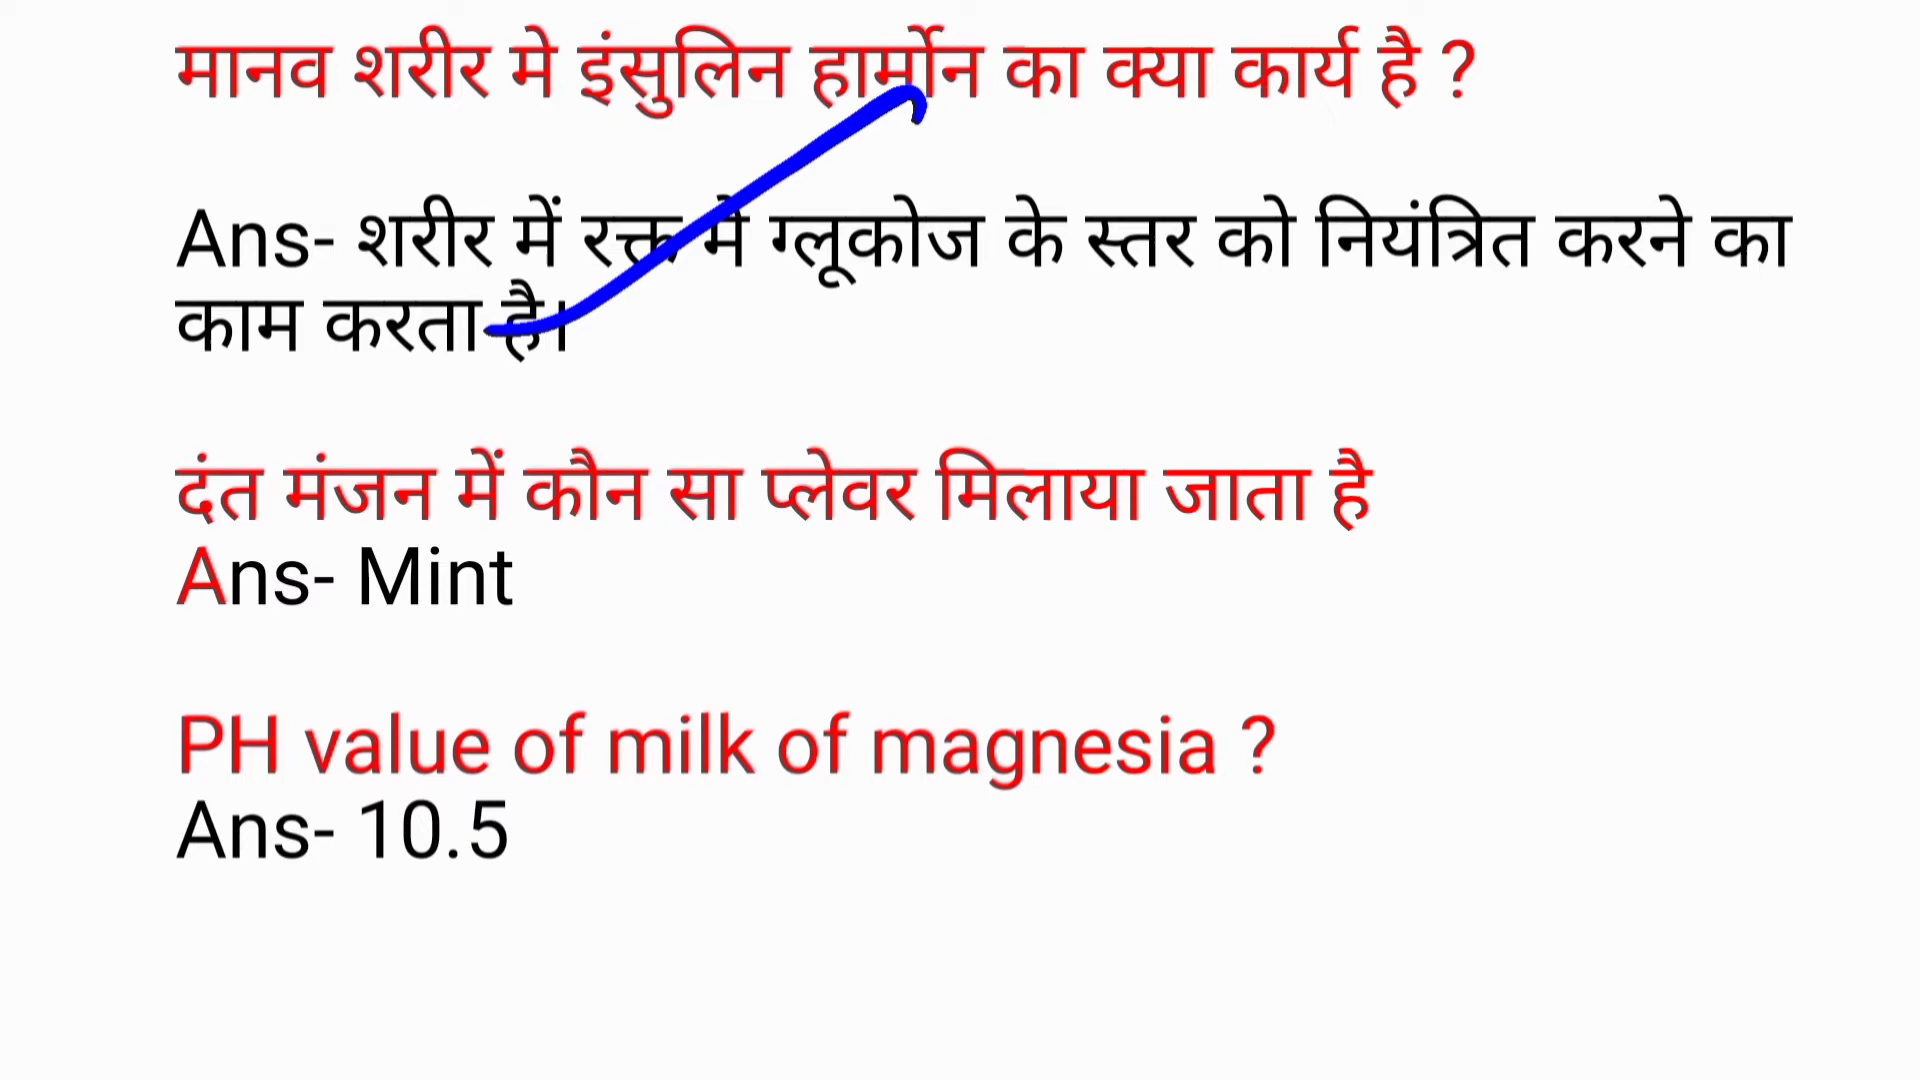 मानव शरीर मे इंसुलिन हार्मोन का क्या कार्य है ?
Ans- शरीर में रक्त में ग्लूकोज के स्तर को नियंत्रित करने का
काम करता है।
दंत मंजन में कौन सा प्लेवर मिलाया जाता है
Ans- Mint
PH value of milk of magnesia ?
Ans- 10.5